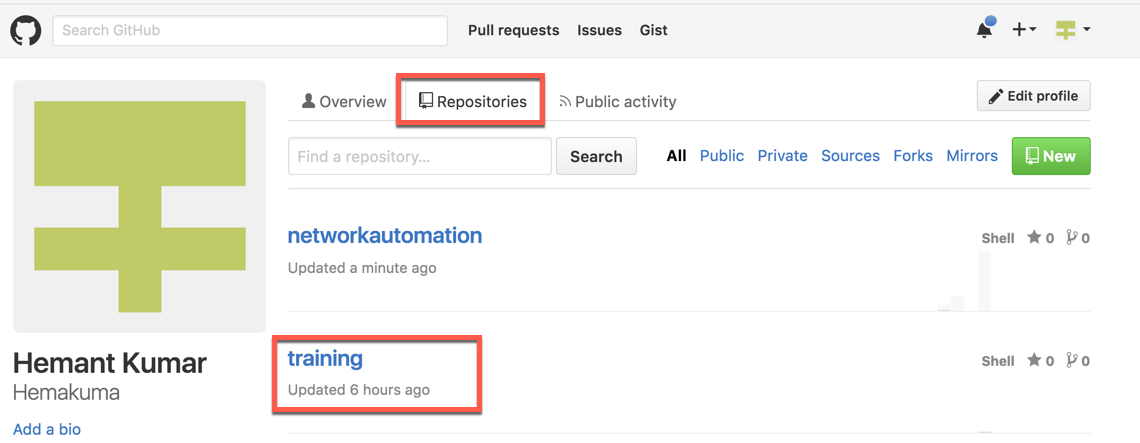 Search GitHub Pull requests Issues Gist
Overview Repositories Public activity Edit profile
Find a repository... Search All Public Private Sources Forks Mirrors New
networkautomation Shell 0 0
Updated a minute ago
Hemant Kumar
Hemakuma
Add a bio
training Shell 0 0
Updated 6 hours ago